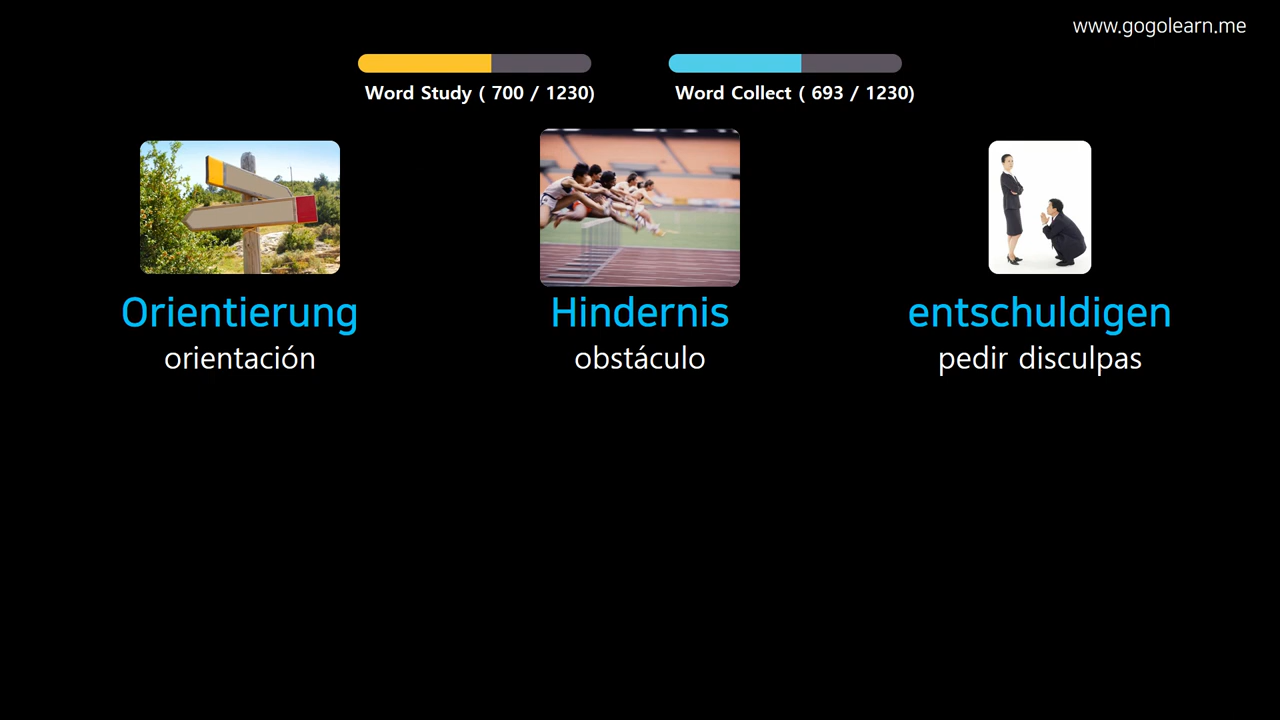 www.gogolearn.me
Word Study ( 700 / 1230)
Word Collect ( 693 / 1230)
Orientierung
Hindernis
entschuldigen
orientación
obstáculo
pedir disculpas